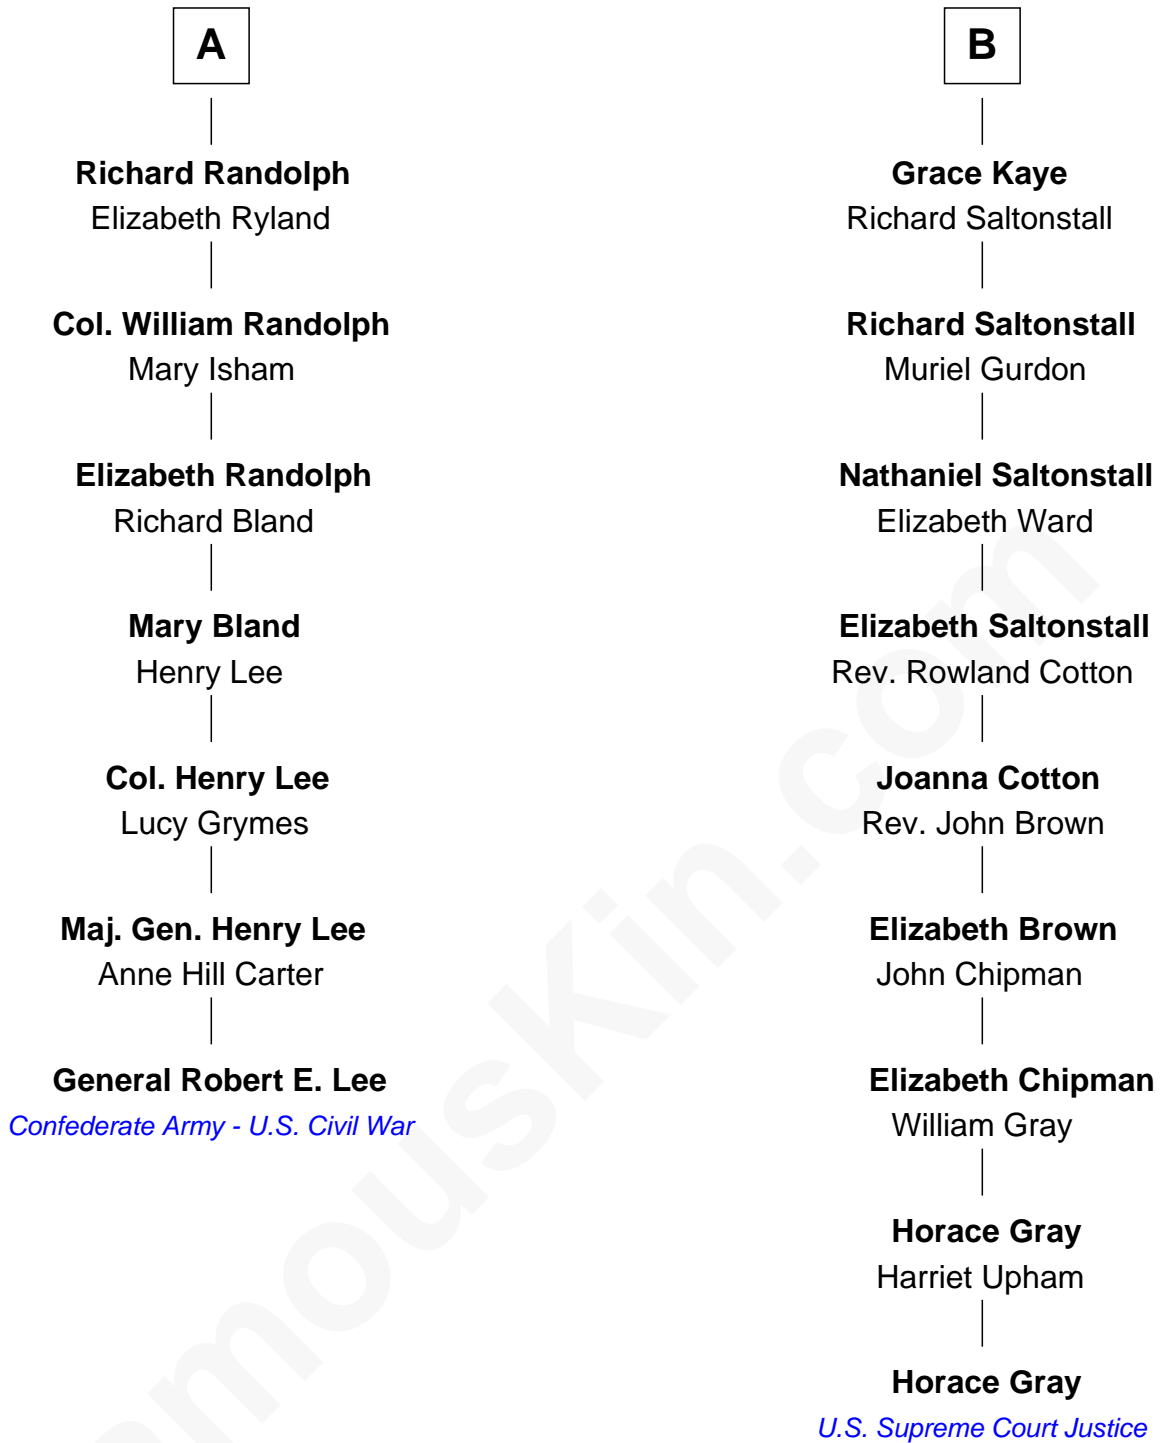 A
Richard Randolph
Elizabeth Ryland
Col. William Randolph
Mary Isham
Elizabeth Randolph
Richard Bland
Mary Bland
Henry Lee
Col. Henry Lee
Lucy Grymes
Maj. Gen. Henry Lee
Anne Hill Carter
General Robert E. Lee
Confederate Army - U.S. Civil War
B
Grace Kaye
Richard Saltonstall
Richard Saltonstall
Muriel Gurdon
Nathaniel Saltonstall
Elizabeth Ward
Elizabeth Saltonstall
Rev. Rowland Cotton
Joanna Cotton
Rev. John Brown
Elizabeth Brown
John Chipman
Elizabeth Chipman
William Gray
Horace Gray
Harriet Upham
Horace Gray
U.S. Supreme Court Justice
amouskin.com